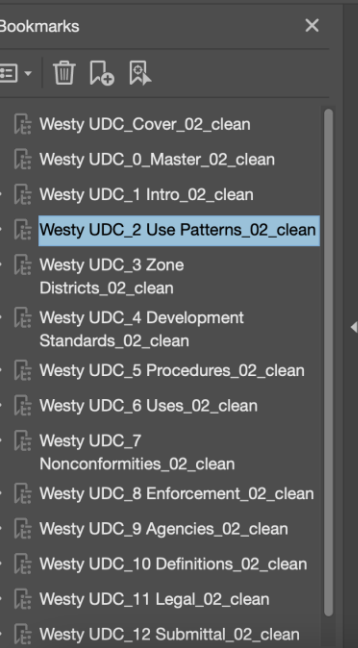 Bookmarks
Westy UDC_Cover_02_clean
Westy UDC_0_Master_02_clean
Westy UDC_1 Intro_02_clean
Westy UDC_2 Use Patterns_02_clean
Westy UDC_3 Zone
Districts_02_clean
Westy UDC_4 Development
Standards_02_clean
Westy UDC_5 Procedures_02_clean
Westy UDC_6 Uses_02_clean
Westy UDC_7
Nonconformities_02_clean
Westy UDC_8 Enforcement_02_clean
Westy UDC_9 Agencies_02_clean
Westy UDC_10 Definitions_02_clean
Westy UDC_11 Legal_02_clean
Westy UDC_12 Submittal_02_clean